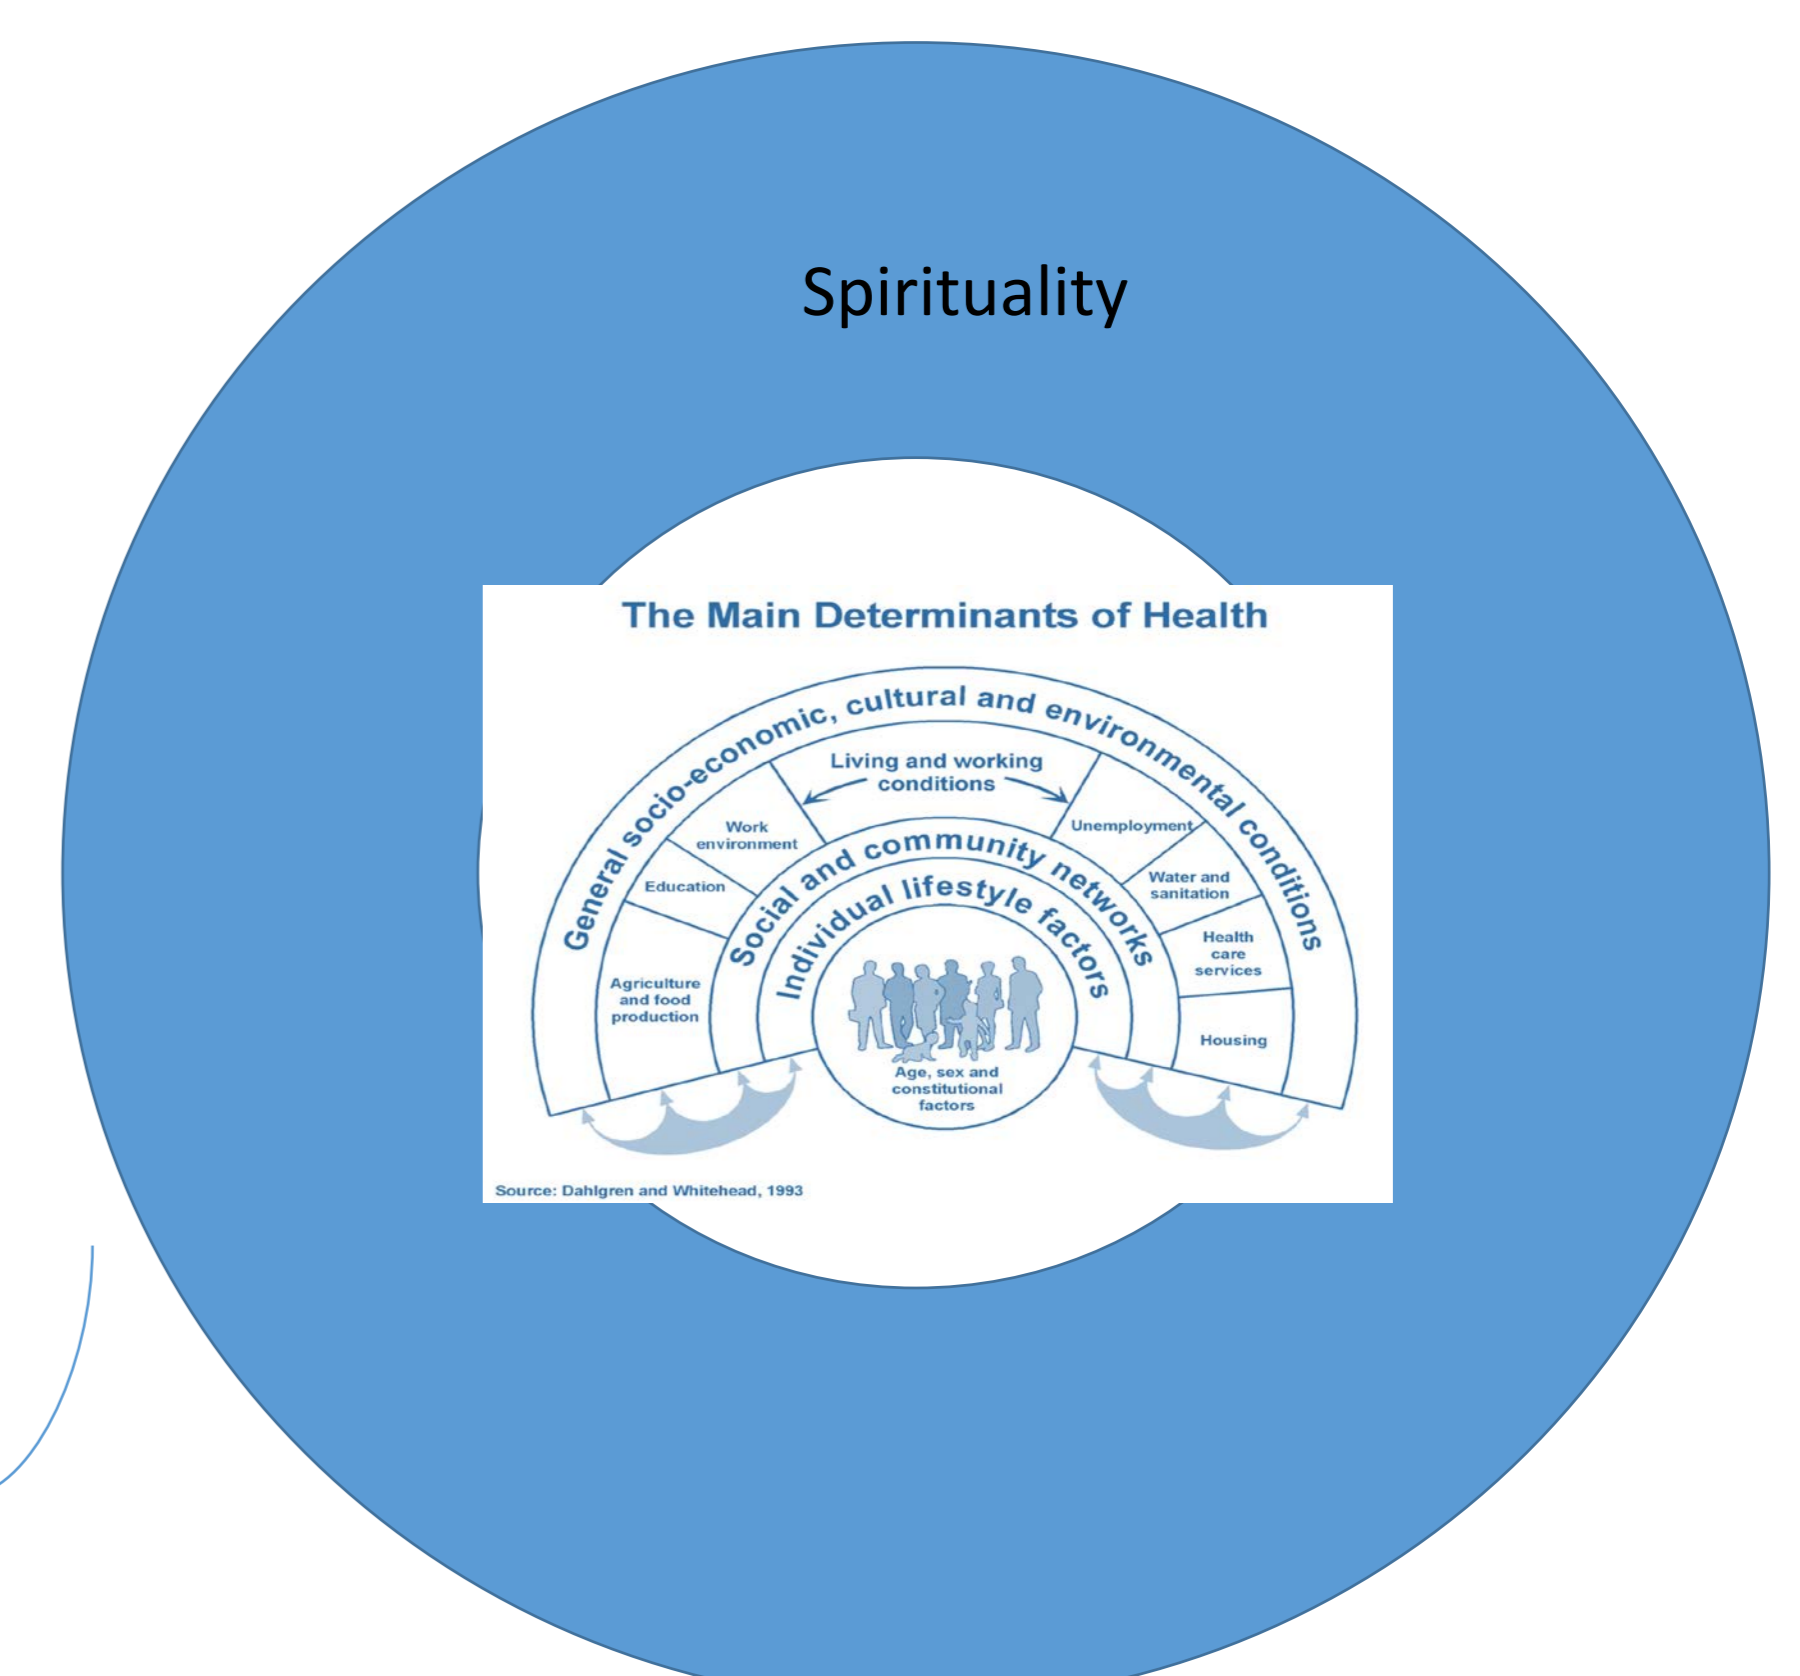 Spirituality
The Main Determinants of Health
General socio-economic, cultural and environmental conditions
Living and working
conditions
Work
environment
Unemployment
Education
Water and
sanitation
Agriculture
and food
production
Health
care
services
Housing
Social and community networks
Individual lifestyle factors
Age, sex and
constitutional
factors
Source: Dahlgren and Whitehead, 1993